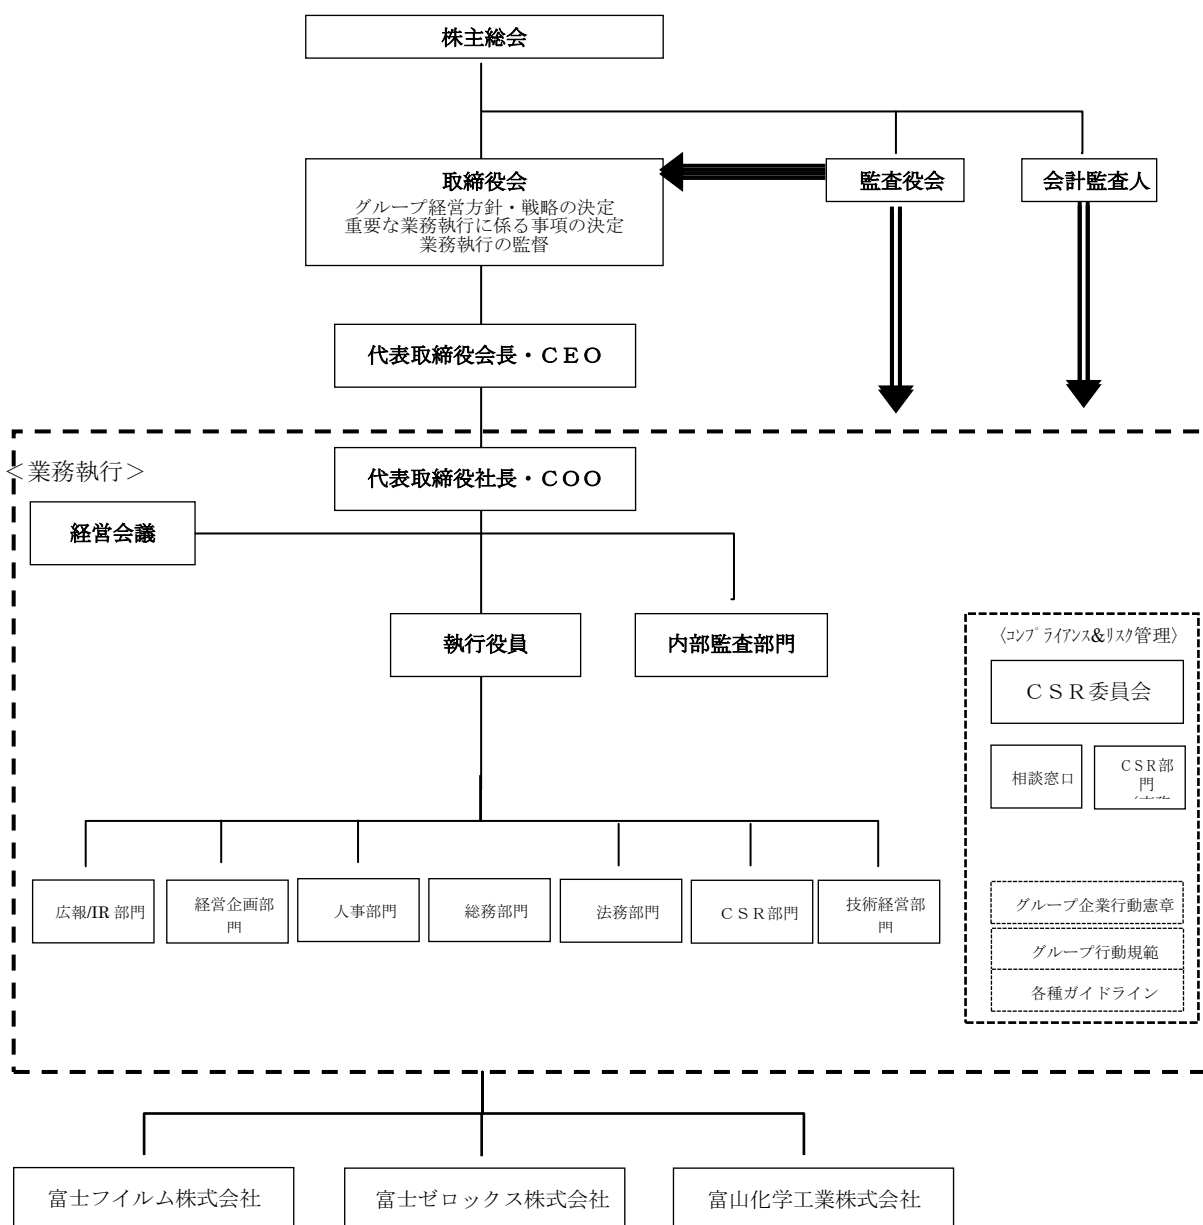 株主総会
取締役会
グループ経営方針・戦略の決定
重要な業務執行に係る事項の決定
業務執行の監督
監査役会
会計監査人
代表取締役会長・ＣＥＯ
＜業務執行＞
代表取締役社長・ＣＯＯ
経営会議
執行役員
内部監査部門
〈ｺﾝﾌﾟﾗｲｱﾝｽ&ﾘｽｸ管理〉
ＣＳＲ委員会
相談窓口
ＣＳＲ部
門
広報/IR 部門
経営企画部
門
人事部門
総務部門
法務部門
ＣＳＲ部門
技術経営部
門
グループ企業行動憲章
グループ行動規範
各種ガイドライン
富士フイルム株式会社
富士ゼロックス株式会社
富山化学工業株式会社